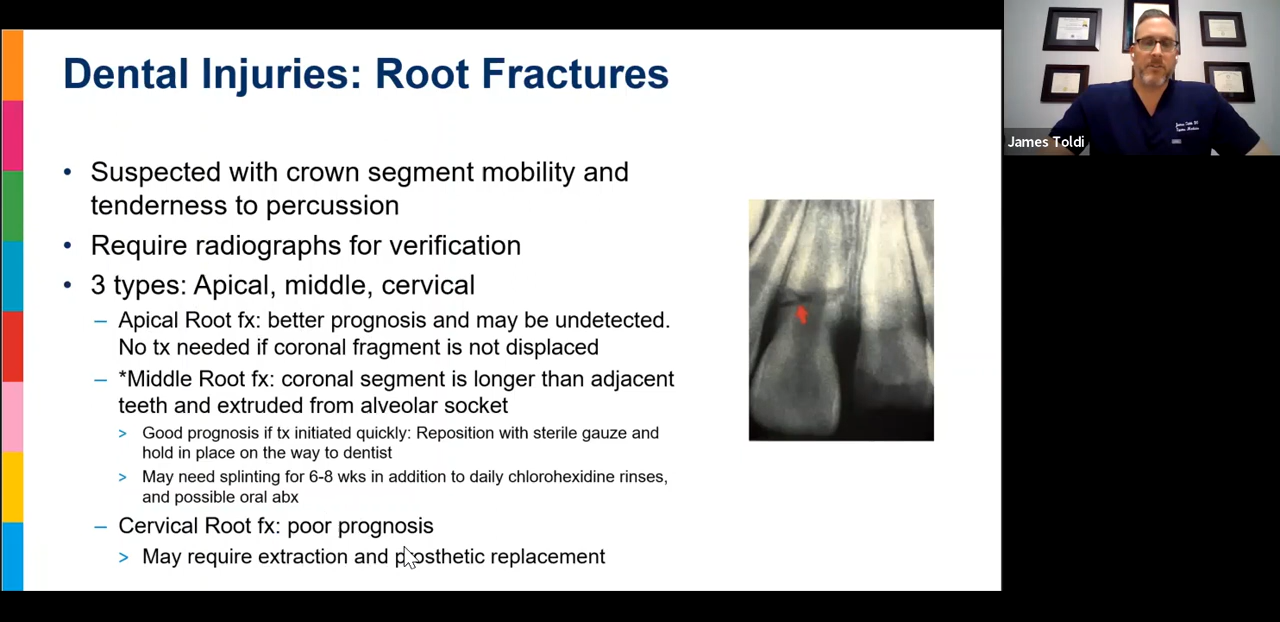 Dental Injuries: Root Fractures
• Suspected with crown segment mobility and
tenderness to percussion
• Require radiographs for verification
• 3 types: Apical, middle, cervical
– Apical Root fx: better prognosis and may be undetected.
No tx needed if coronal fragment is not displaced
– *Middle Root fx: coronal segment is longer than adjacent
teeth and extruded from alveolar socket
> Good prognosis if tx initiated quickly: Reposition with sterile gauze and
hold in place on the way to dentist
> May need splinting for 6-8 wks in addition to daily chlorohexidine rinses,
and possible oral abx
– Cervical Root fx: poor prognosis
> May require extraction and prosthetic replacement
James Toldi